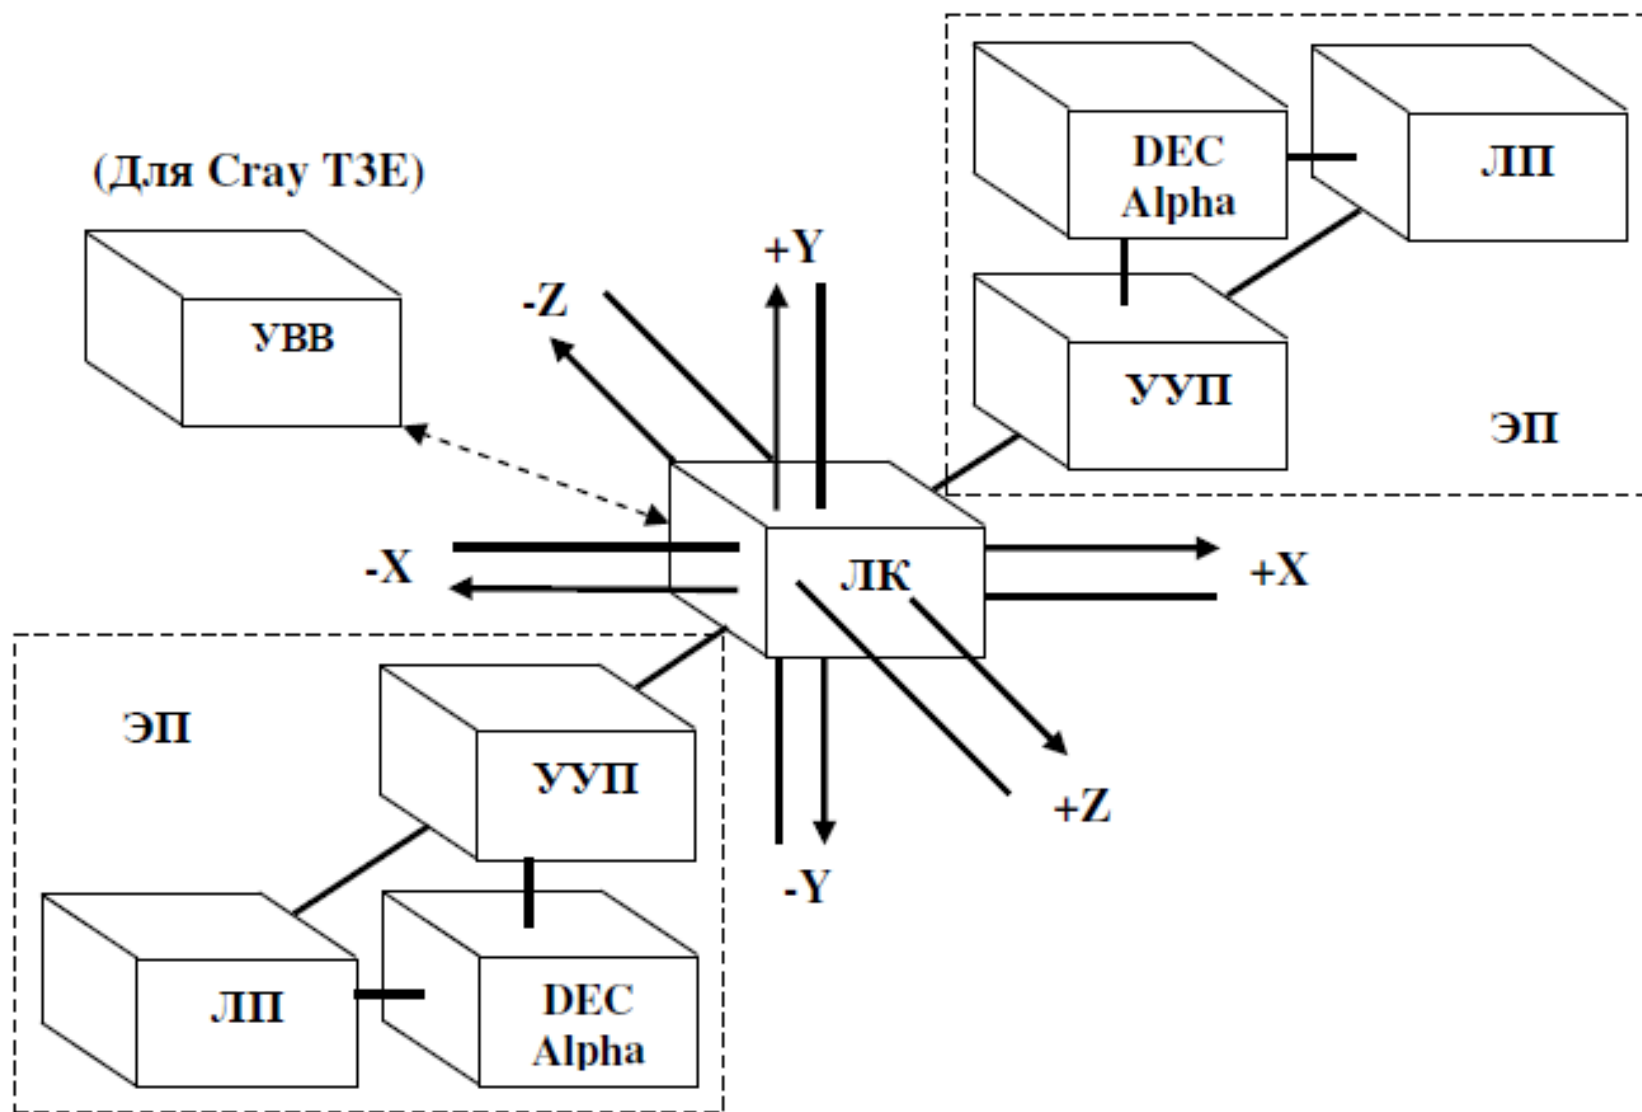 (Для Cray T3E)
УВВ
-Z
+Y
DEC
Alpha
ЛП
УУП
ЭП
-X
ЛК
+X
ЭП
УУП
+Z
-Y
ЛП
DEC
Alpha